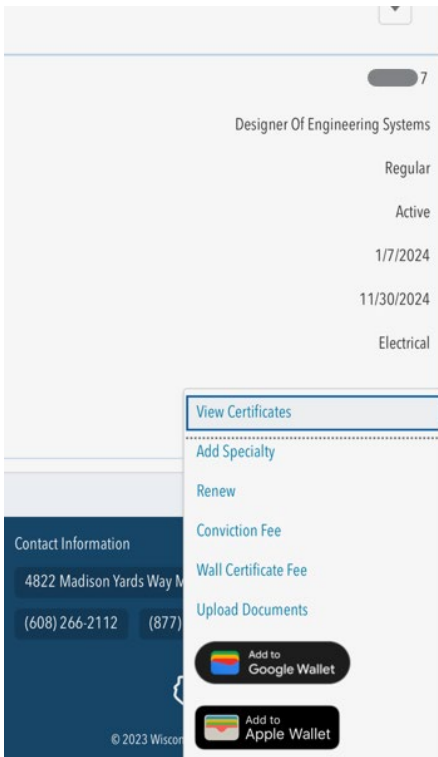 7
Designer Of Engineering Systems
Regular
Active
1/7/2024
11/30/2024
Electrical
View Certificates
Add Specialty
Renew
Conviction Fee
Wall Certificate Fee
Upload Documents
Add to
Google Wallet
Add to
Apple Wallet
Contact Information
4822 Madison Yards Way
(608) 266-2112 (877)
© 2023